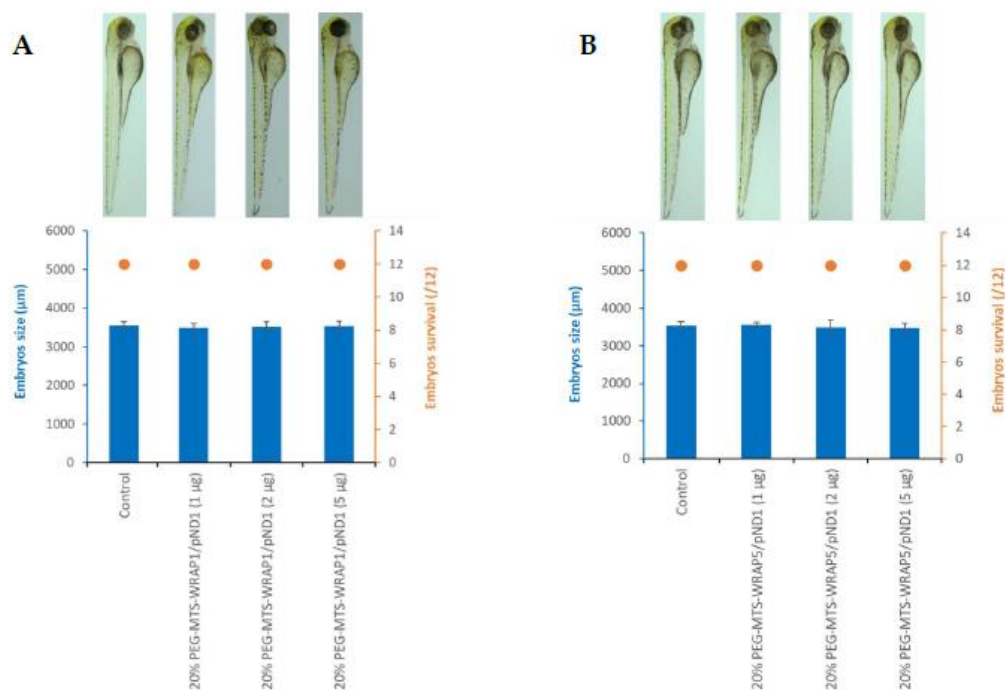 A
B
6000
5000
4000
3000
2000
1000
0
Embryos size (µm)
14
12
10
8
6
4
2
0
Embryos survival (/12)
Control
20% PEG-MTS-WRAP1/pND1 (1 µg)
20% PEG-MTS-WRAP1/pND1 (2 µg)
20% PEG-MTS-WRAP1/pND1 (5 µg)
6000
5000
4000
3000
2000
1000
0
Embryos size (µm)
14
12
10
8
6
4
2
0
Embryos survival (/12)
Control
20% PEG-MTS-WRAP5/pND1 (1 µg)
20% PEG-MTS-WRAP5/pND1 (2 µg)
20% PEG-MTS-WRAP5/pND1 (5 µg)